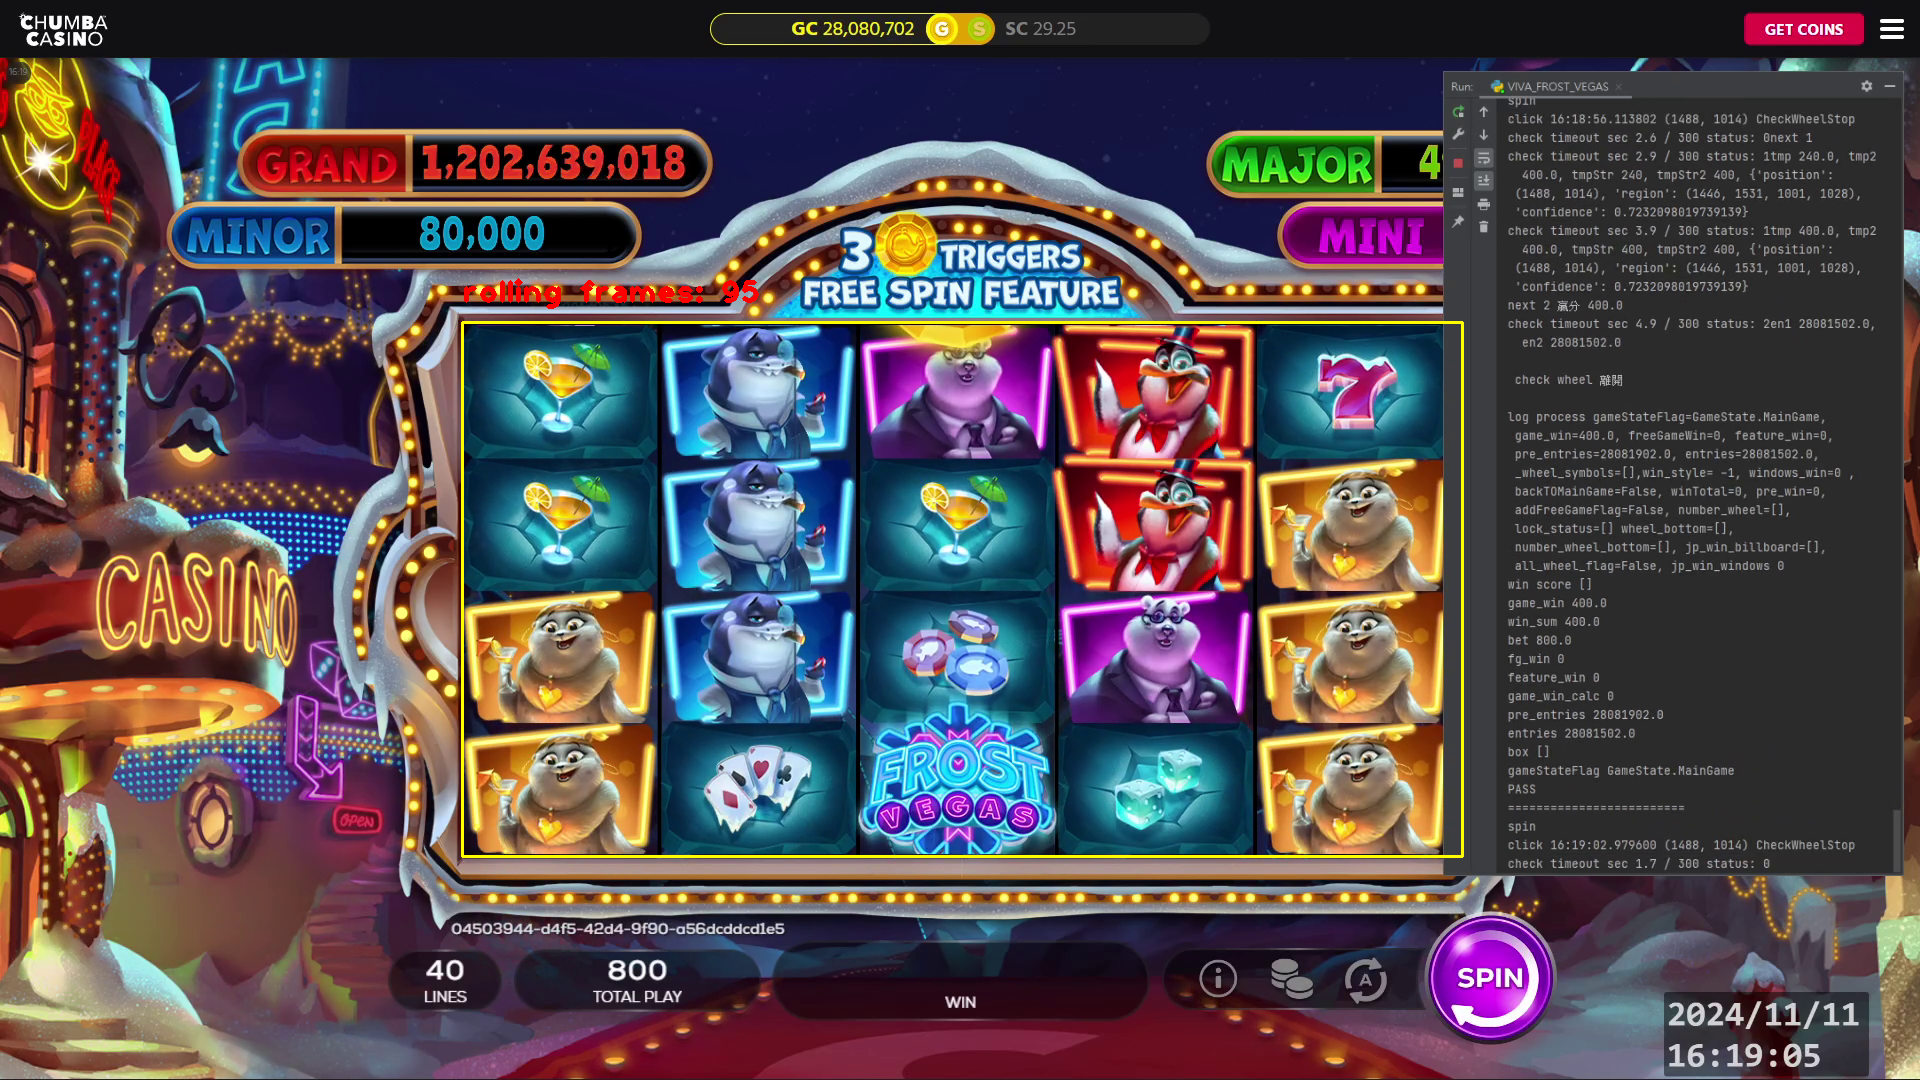 CHUMBA
CASINO
GC 28,080,702
G
S
SC 29.25
GET COINS
16:19
PLACE
GRAND 1,202,639,018
MAJOR 4
MINOR 80,000
MINI
3 TRIGGERS
FREE SPIN FEATURE
rolling frames: 95
7
FROST
VEGAS
CASINO
OPEN
04503944-d4f5-42d4-9f90-a56dcddcd1e5
40
LINES
800
TOTAL PLAY
WIN
A
SPIN
2024/11/11
16:19:05
Run: VIVA_FROST_VEGAS
spin
click 16:18:56.113802 (1488, 1014) CheckWheelStop
check timeout sec 2.6 / 300 status: 0next 1
check timeout sec 2.9 / 300 status: 1tmp 240.0, tmp2
400.0, tmpStr 240, tmpStr2 400, {'position':
(1488, 1014), 'region': (1446, 1531, 1001, 1028),
'confidence': 0.7232098019739139}
check timeout sec 3.9 / 300 status: 1tmp 400.0, tmp2
400.0, tmpStr 400, tmpStr2 400, {'position':
(1488, 1014), 'region': (1446, 1531, 1001, 1028),
'confidence': 0.7232098019739139}
next 2 贏分 400.0
check timeout sec 4.9 / 300 status: 2en1 28081502.0,
en2 28081502.0
check wheel 離開
log process gameStateFlag=GameState.MainGame,
game_win=400.0, freeGameWin=0, feature_win=0,
pre_entries=28081902.0, entries=28081502.0,
_wheel_symbols=[],win_style= -1, windows_win=0 ,
backTOMainGame=False, winTotal=0, pre_win=0,
addFreeGameFlag=False, number_wheel=[],
lock_status=[] wheel_bottom=[],
number_wheel_bottom=[], jp_win_billboard=[],
all_wheel_flag=False, jp_win_windows 0
win score []
game_win 400.0
win_sum 400.0
bet 800.0
fg_win 0
feature_win 0
game_win_calc 0
pre_entries 28081902.0
entries 28081502.0
box []
gameStateFlag GameState.MainGame
PASS
=========================
spin
click 16:19:02.979600 (1488, 1014) CheckWheelStop
check timeout sec 1.7 / 300 status: 0